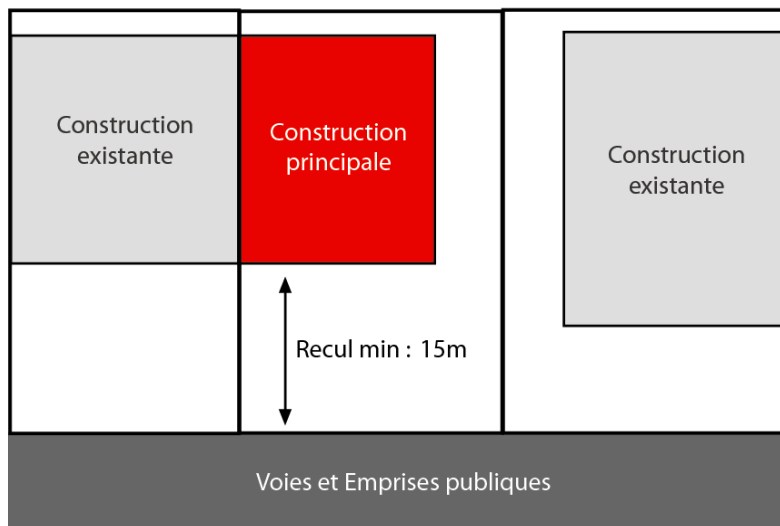 Construction
existante
Construction
principale
Construction
existante
Recul min : 15m
Voies et Emprises publiques